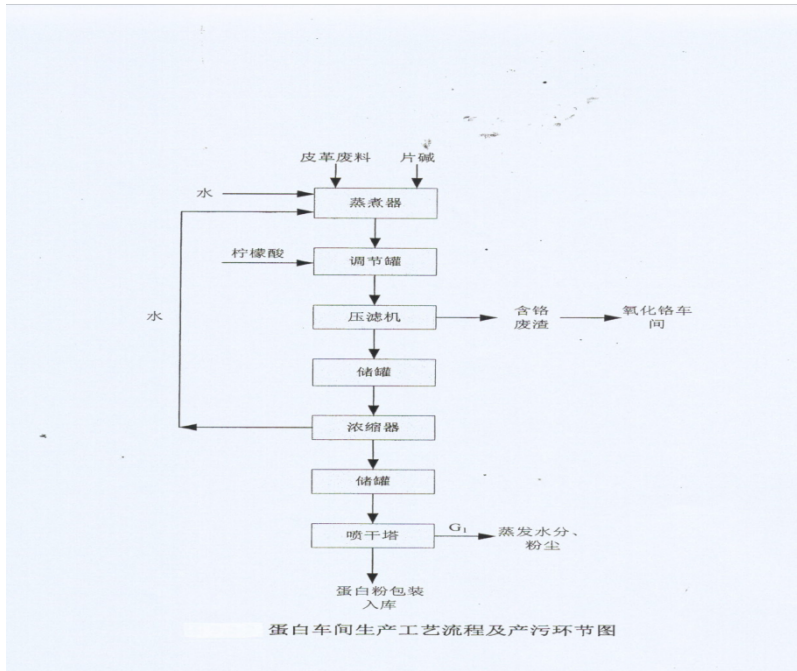 皮革废料 片碱
水
蒸煮器
柠檬酸
调节罐
水
压滤机
含铬
废渣
氧化铬车
间
储罐
浓缩器
储罐
喷干塔
G₁
蒸发水分、
粉尘
蛋白粉包装
入库
蛋白车间生产工艺流程及产污环节图